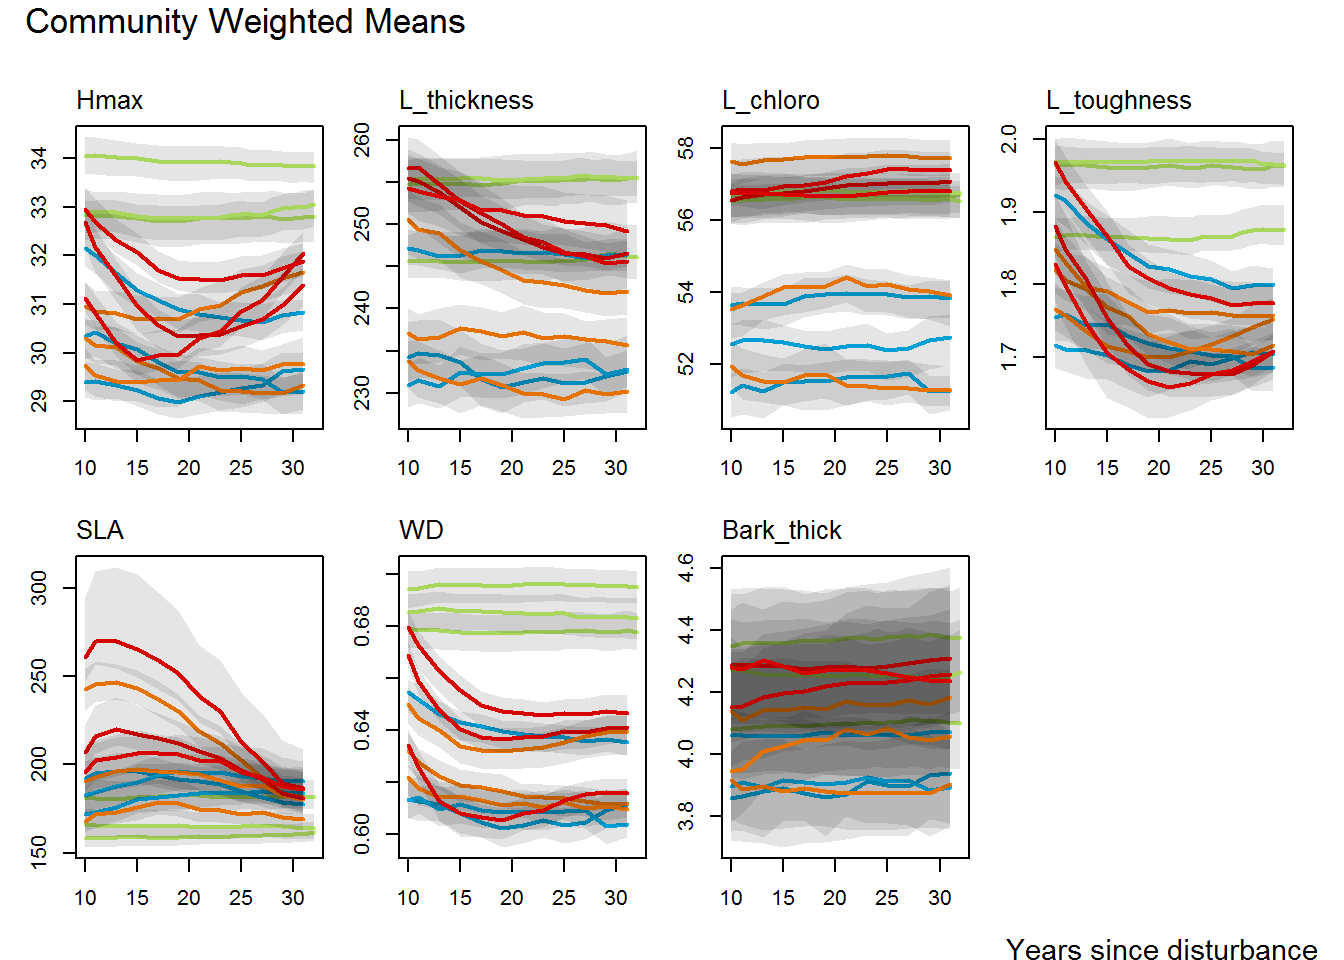 Community Weighted Means
Hmax
L_thickness
L_chloro
L_toughness
34
33
32
31
30
29
10 15 20 25 30
260
250
240
230
10 15 20 25 30
58
56
54
52
10 15 20 25 30
2.0
1.9
1.8
1.7
10 15 20 25 30
SLA
WD
Bark_thick
300
250
200
150
10 15 20 25 30
0.68
0.64
0.60
10 15 20 25 30
4.6
4.4
4.2
4.0
3.8
10 15 20 25 30
Years since disturbance